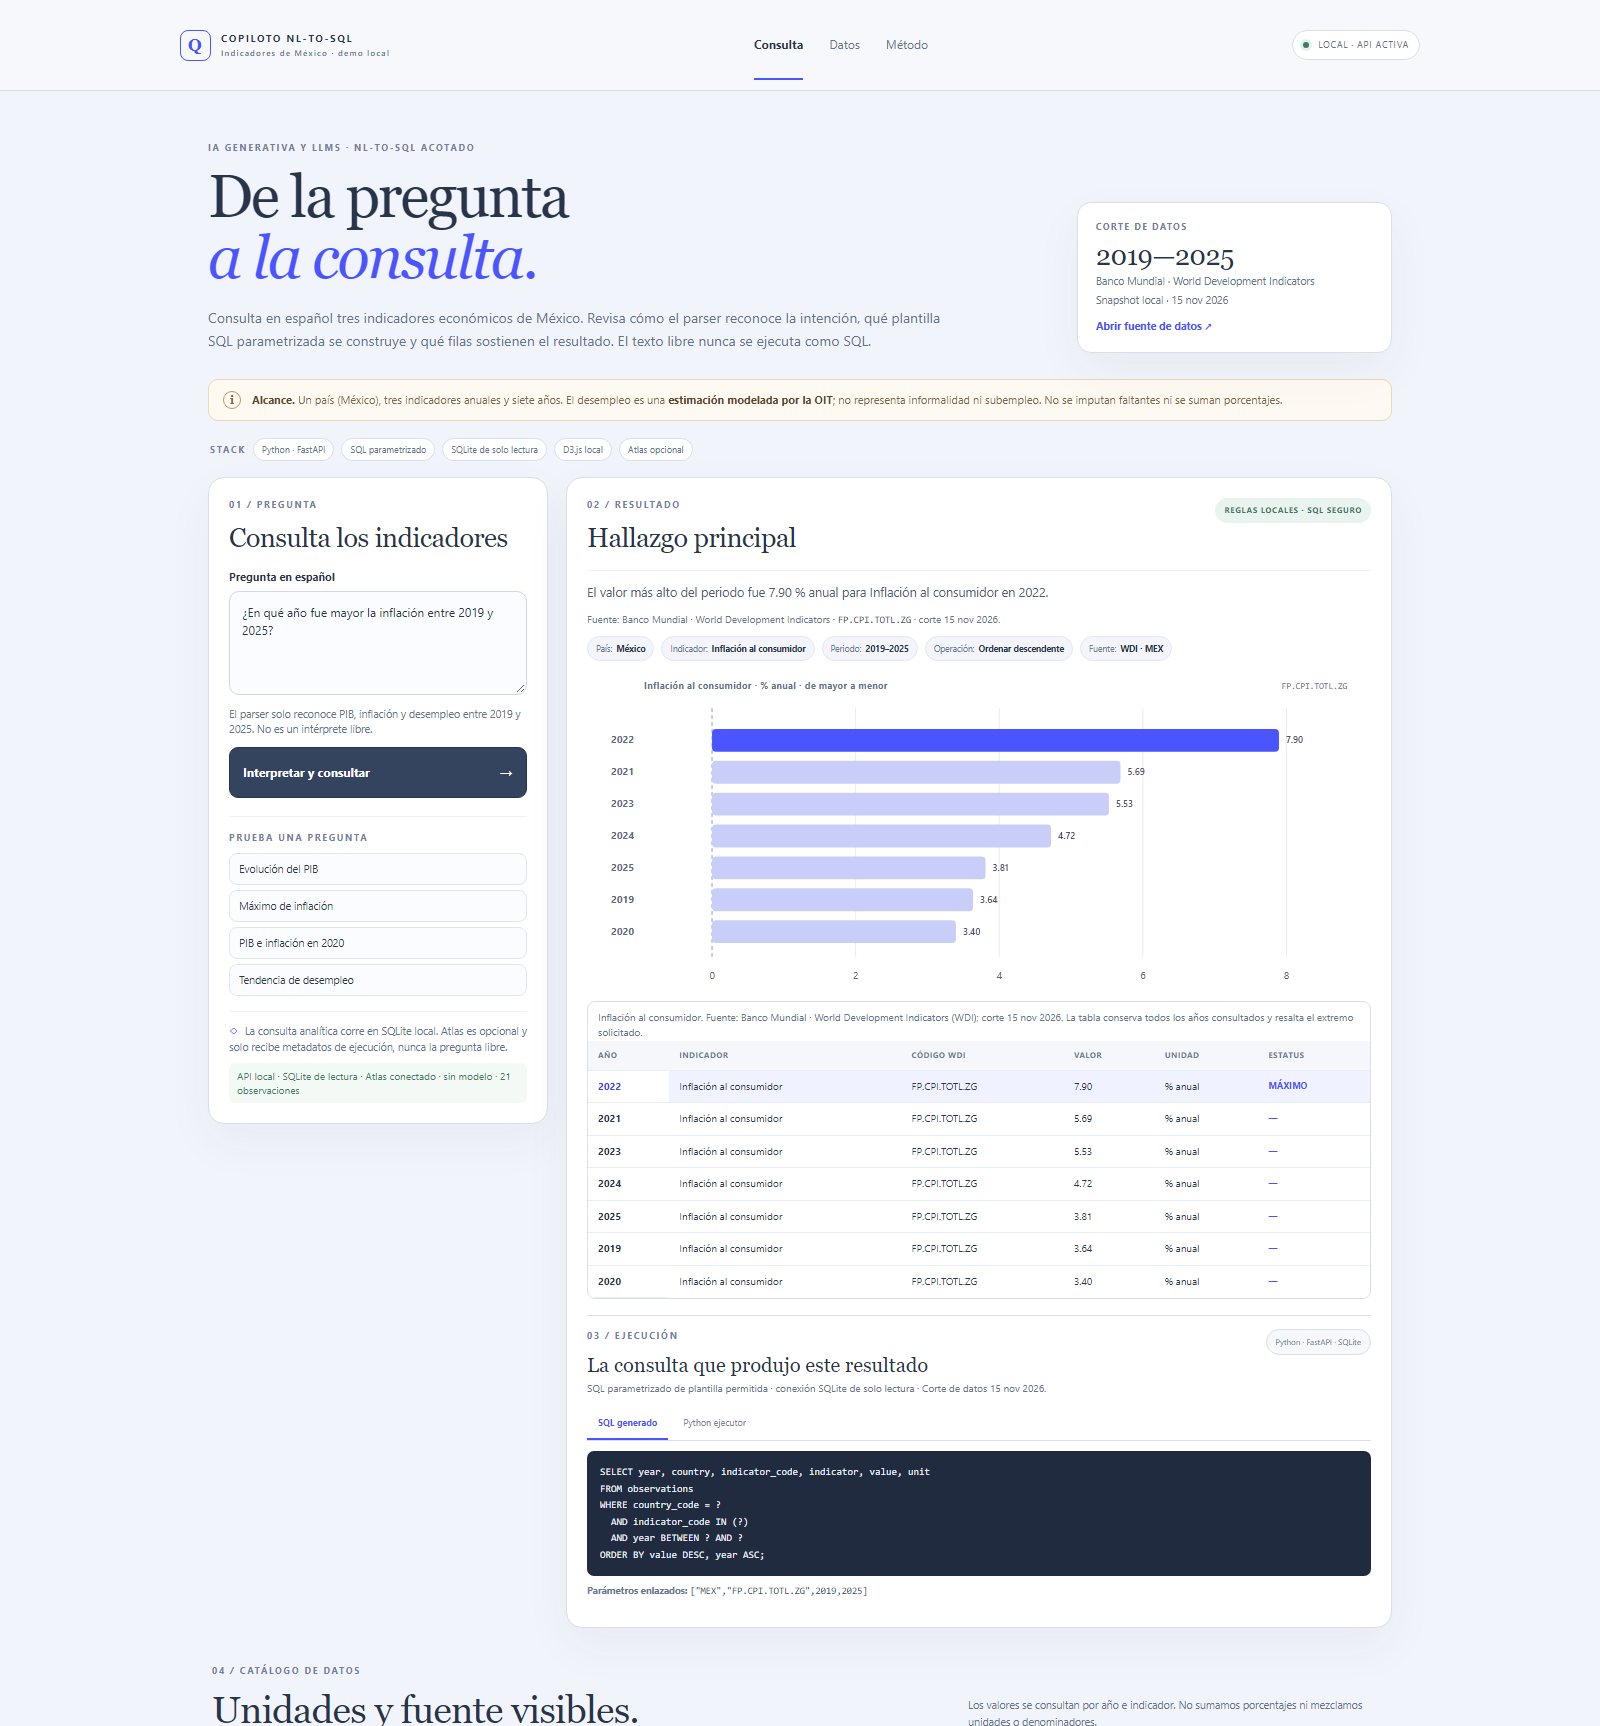 Q
COPILOTO NL-TO-SQL
Indicadores de México · demo local
Consulta
Datos
Método
LOCAL · API ACTIVA
IA GENERATIVA Y LLMS · NL-TO-SQL ACOTADO
De la pregunta
a la consulta.
Consulta en español tres indicadores económicos de México. Revisa cómo el parser reconoce la intención, qué plantilla
SQL parametrizada se construye y qué filas sostienen el resultado. El texto libre nunca se ejecuta como SQL.
CORTE DE DATOS
2019—2025
Banco Mundial · World Development Indicators
Snapshot local · 15 nov 2026
Abrir fuente de datos ↗
Alcance. Un país (México), tres indicadores anuales y siete años. El desempleo es una estimación modelada por la OIT; no representa informalidad ni subempleo. No se imputan faltantes ni se suman porcentajes.
STACK
Python · FastAPI
SQL parametrizado
SQLite de solo lectura
D3.js local
Atlas opcional
01 / PREGUNTA
Consulta los indicadores
Pregunta en español
¿En qué año fue mayor la inflación entre 2019 y
2025?
El parser solo reconoce PIB, inflación y desempleo entre 2019 y
2025. No es un intérprete libre.
Interpretar y consultar →
PRUEBA UNA PREGUNTA
Evolución del PIB
Máximo de inflación
PIB e inflación en 2020
Tendencia de desempleo
◇ La consulta analítica corre en SQLite local. Atlas es opcional y
solo recibe metadatos de ejecución, nunca la pregunta libre.
API local · SQLite de lectura · Atlas conectado · sin modelo · 21
observaciones
02 / RESULTADO
REGLAS LOCALES · SQL SEGURO
Hallazgo principal
El valor más alto del periodo fue 7.90 % anual para Inflación al consumidor en 2022.
Fuente: Banco Mundial · World Development Indicators · FP.CPI.TOTL.ZG · corte 15 nov 2026.
País: México
Indicador: Inflación al consumidor
Periodo: 2019–2025
Operación: Ordenar descendente
Fuente: WDI · MEX
Inflación al consumidor · % anual · de mayor a menor
FP.CPI.TOTL.ZG
2022 7.90
2021 5.69
2023 5.53
2024 4.72
2025 3.81
2019 3.64
2020 3.40
0 2 4 6 8
Inflación al consumidor. Fuente: Banco Mundial · World Development Indicators (WDI); corte 15 nov 2026. La tabla conserva todos los años consultados y resalta el extremo
solicitado.
AÑO INDICADOR CÓDIGO WDI VALOR UNIDAD ESTATUS
2022 Inflación al consumidor FP.CPI.TOTL.ZG 7.90 % anual MÁXIMO
2021 Inflación al consumidor FP.CPI.TOTL.ZG 5.69 % anual —
2023 Inflación al consumidor FP.CPI.TOTL.ZG 5.53 % anual —
2024 Inflación al consumidor FP.CPI.TOTL.ZG 4.72 % anual —
2025 Inflación al consumidor FP.CPI.TOTL.ZG 3.81 % anual —
2019 Inflación al consumidor FP.CPI.TOTL.ZG 3.64 % anual —
2020 Inflación al consumidor FP.CPI.TOTL.ZG 3.40 % anual —
03 / EJECUCIÓN
Python · FastAPI · SQLite
La consulta que produjo este resultado
SQL parametrizado de plantilla permitida · conexión SQLite de solo lectura · Corte de datos 15 nov 2026.
SQL generado
Python ejecutor
SELECT year, country, indicator_code, indicator, value, unit
FROM observations
WHERE country_code = ?
AND indicator_code IN (?)
AND year BETWEEN ? AND ?
ORDER BY value DESC, year ASC;
Parámetros enlazados: ["MEX","FP.CPI.TOTL.ZG",2019,2025]
04 / CATÁLOGO DE DATOS
Unidades y fuente visibles.
Los valores se consultan por año e indicador. No sumamos porcentajes ni mezclamos
unidades o denominadores.